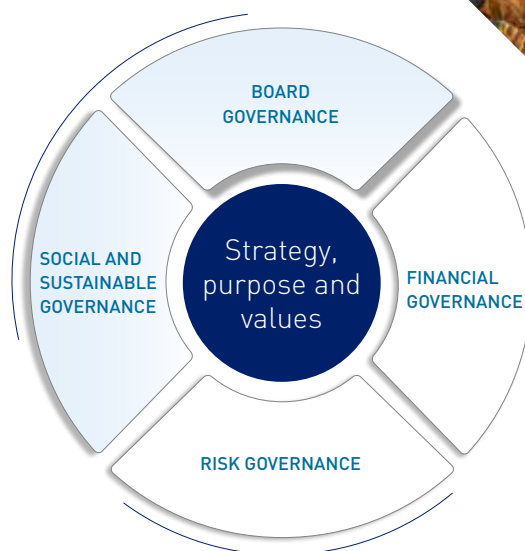 BOARD
GOVERNANCE
SOCIAL AND
SUSTAINABLE
GOVERNANCE
Strategy,
purpose and
values
FINANCIAL
GOVERNANCE
RISK GOVERNANCE